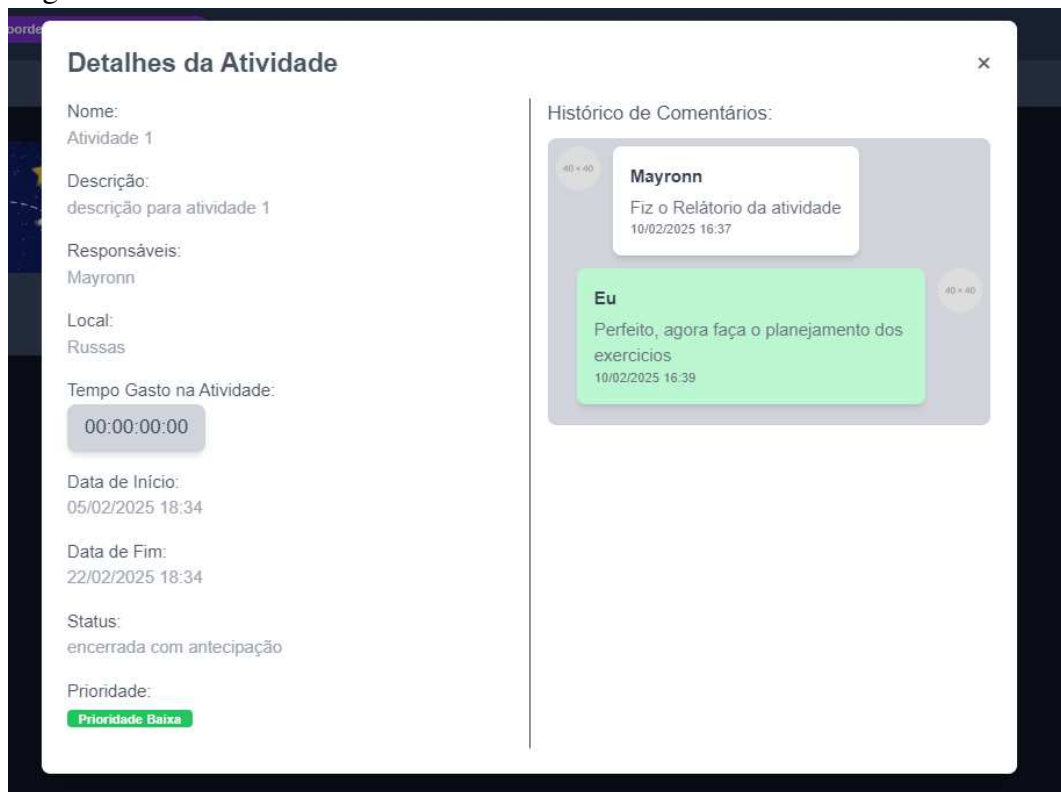 Detalhes da Atividade
×
Nome:
Atividade 1
Descrição:
descrição para atividade 1
Responsáveis:
Mayronn
Local:
Russas
Tempo Gasto na Atividade:
00:00:00:00
Data de Início:
05/02/2025 18:34
Data de Fim:
22/02/2025 18:34
Status:
encerrada com antecipação
Prioridade:
Prioridade Baixa
Histórico de Comentários:
40 × 40
Mayronn
Fiz o Relátorio da atividade
10/02/2025 16:37
40 × 40
Eu
Perfeito, agora faça o planejamento dos
exercicios
10/02/2025 16:39